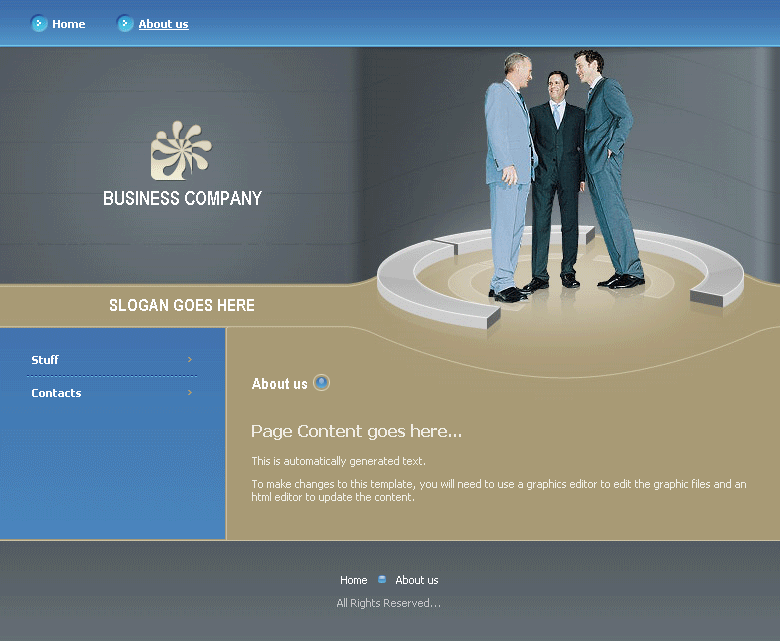 Home
About us
BUSINESS COMPANY
SLOGAN GOES HERE
Stuff
Contacts
About us
Page Content goes here...
This is automatically generated text.
To make changes to this template, you will need to use a graphics editor to edit the graphic files and an
html editor to update the content.
Home
About us
All Rights Reserved...